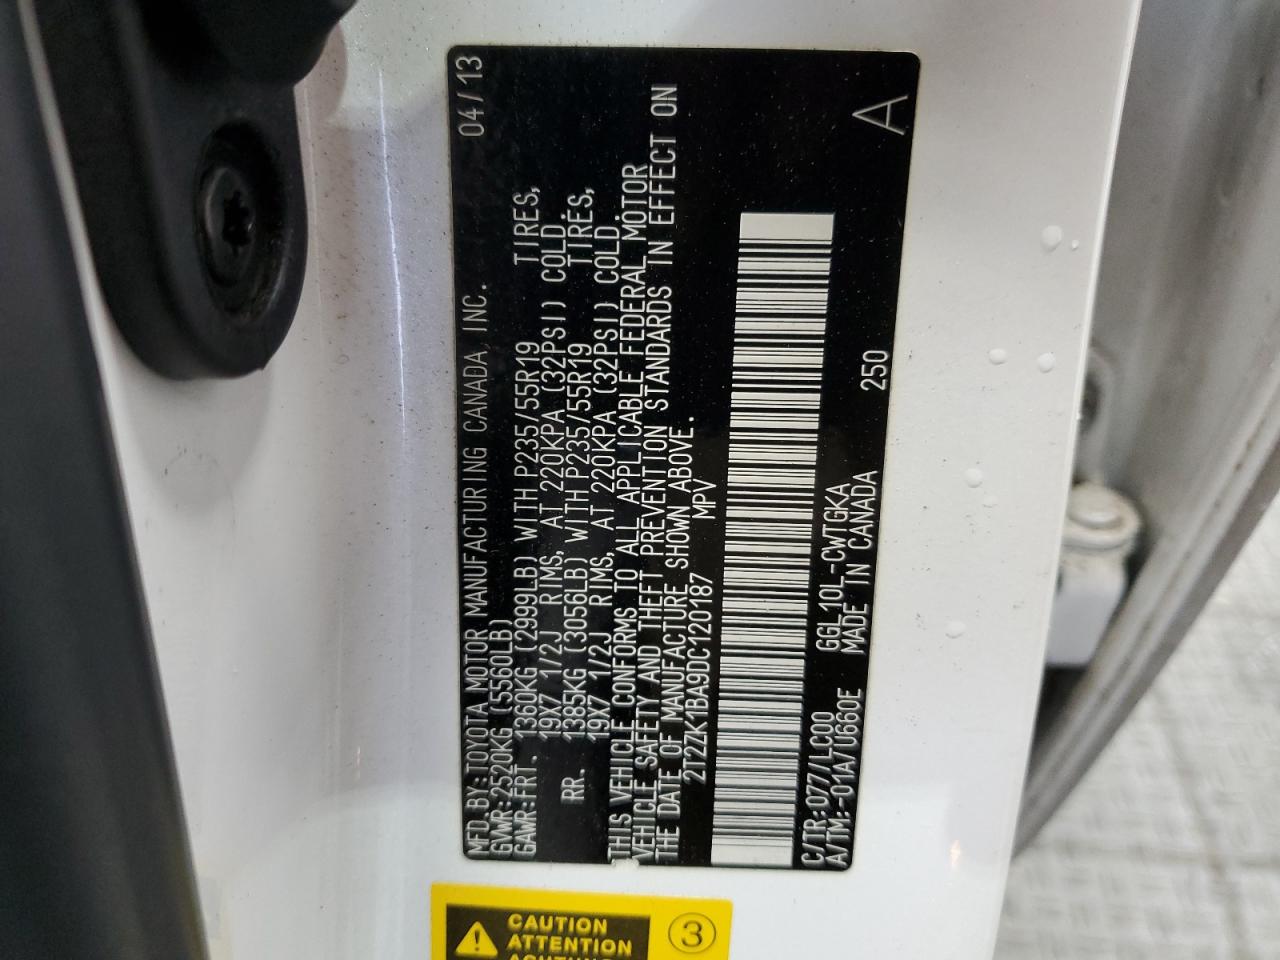 MFD.BY:TOYOTA MOTOR MANUFACTURING CANADA, INC. 04/13
GVWR:2520KG (5560LB)
GAWR:FRT. 1360KG (2999LB) WITH P235/55R19 TIRES,
19X7 1/2J RIMS, AT 220KPA (32PSI) COLD.
RR. 1385KG (3056LB) WITH P235/55R19 TIRES,
19X7 1/2J RIMS, AT 220KPA (32PSI) COLD.
THIS VEHICLE CONFORMS TO ALL APPLICABLE FEDERAL MOTOR
VEHICLE SAFETY AND THEFT PREVENTION STANDARDS IN EFFECT ON
THE DATE OF MANUFACTURE SHOWN ABOVE.
2T2ZK1BA9DC120187 MPV
C/TR:077/LC00 GGL10L-CWTGKA 250 A
A/TM:-01A/U660E MADE IN CANADA
CAUTION
ATTENTION
ACHTUNG
3